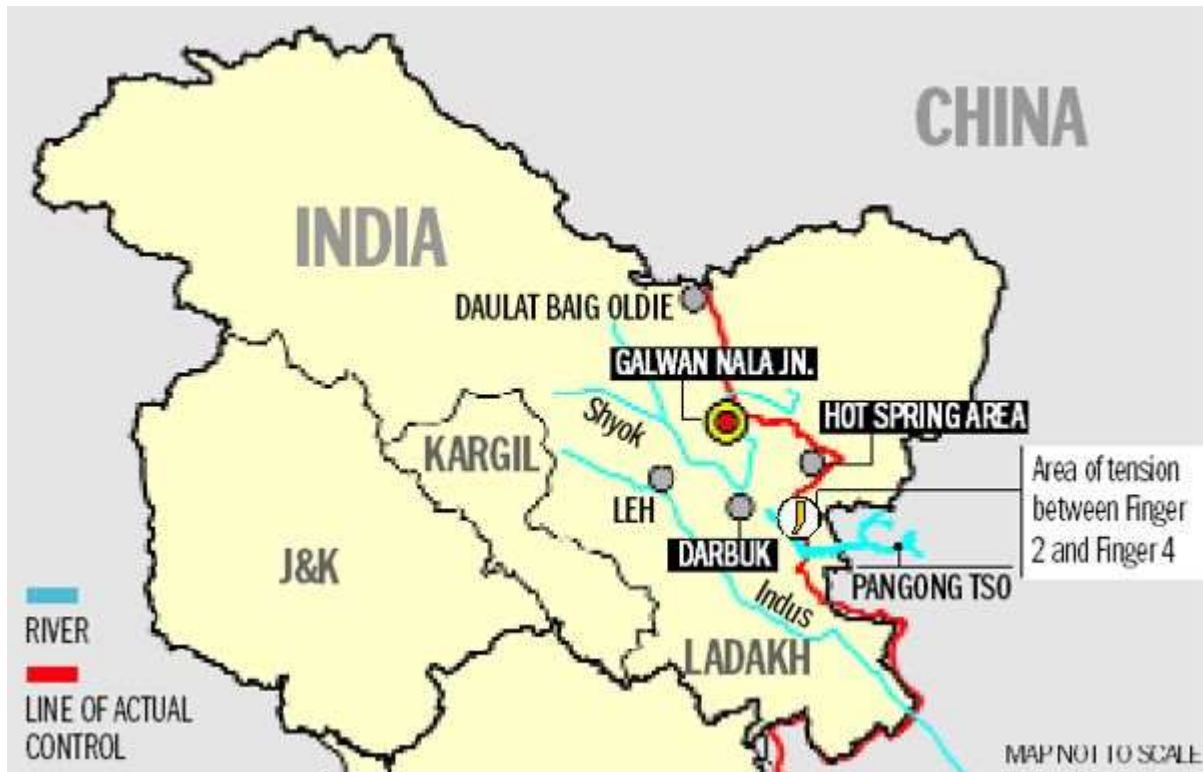 CHINA
INDIA
DAULAT BAIG OLDIE
GALWAN NALA JN.
HOT SPRING AREA
Shyok
KARGIL
Area of tension
between Finger
2 and Finger 4
LEH
DARBUK
J&K
PANGONG TSO
Indus
RIVER
LADAKH
LINE OF ACTUAL
CONTROL
MAP NOT TO SCALE